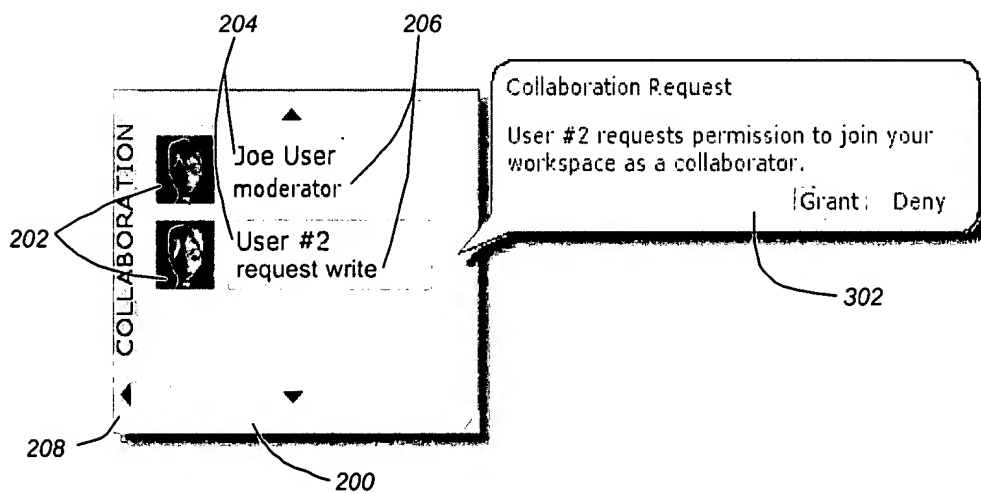 204
206
Collaboration Request
User #2 requests permission to join your
workspace as a collaborator.
Grant Deny
COLLABORATION
Joe User
moderator
202
User #2
request write
302
208
200